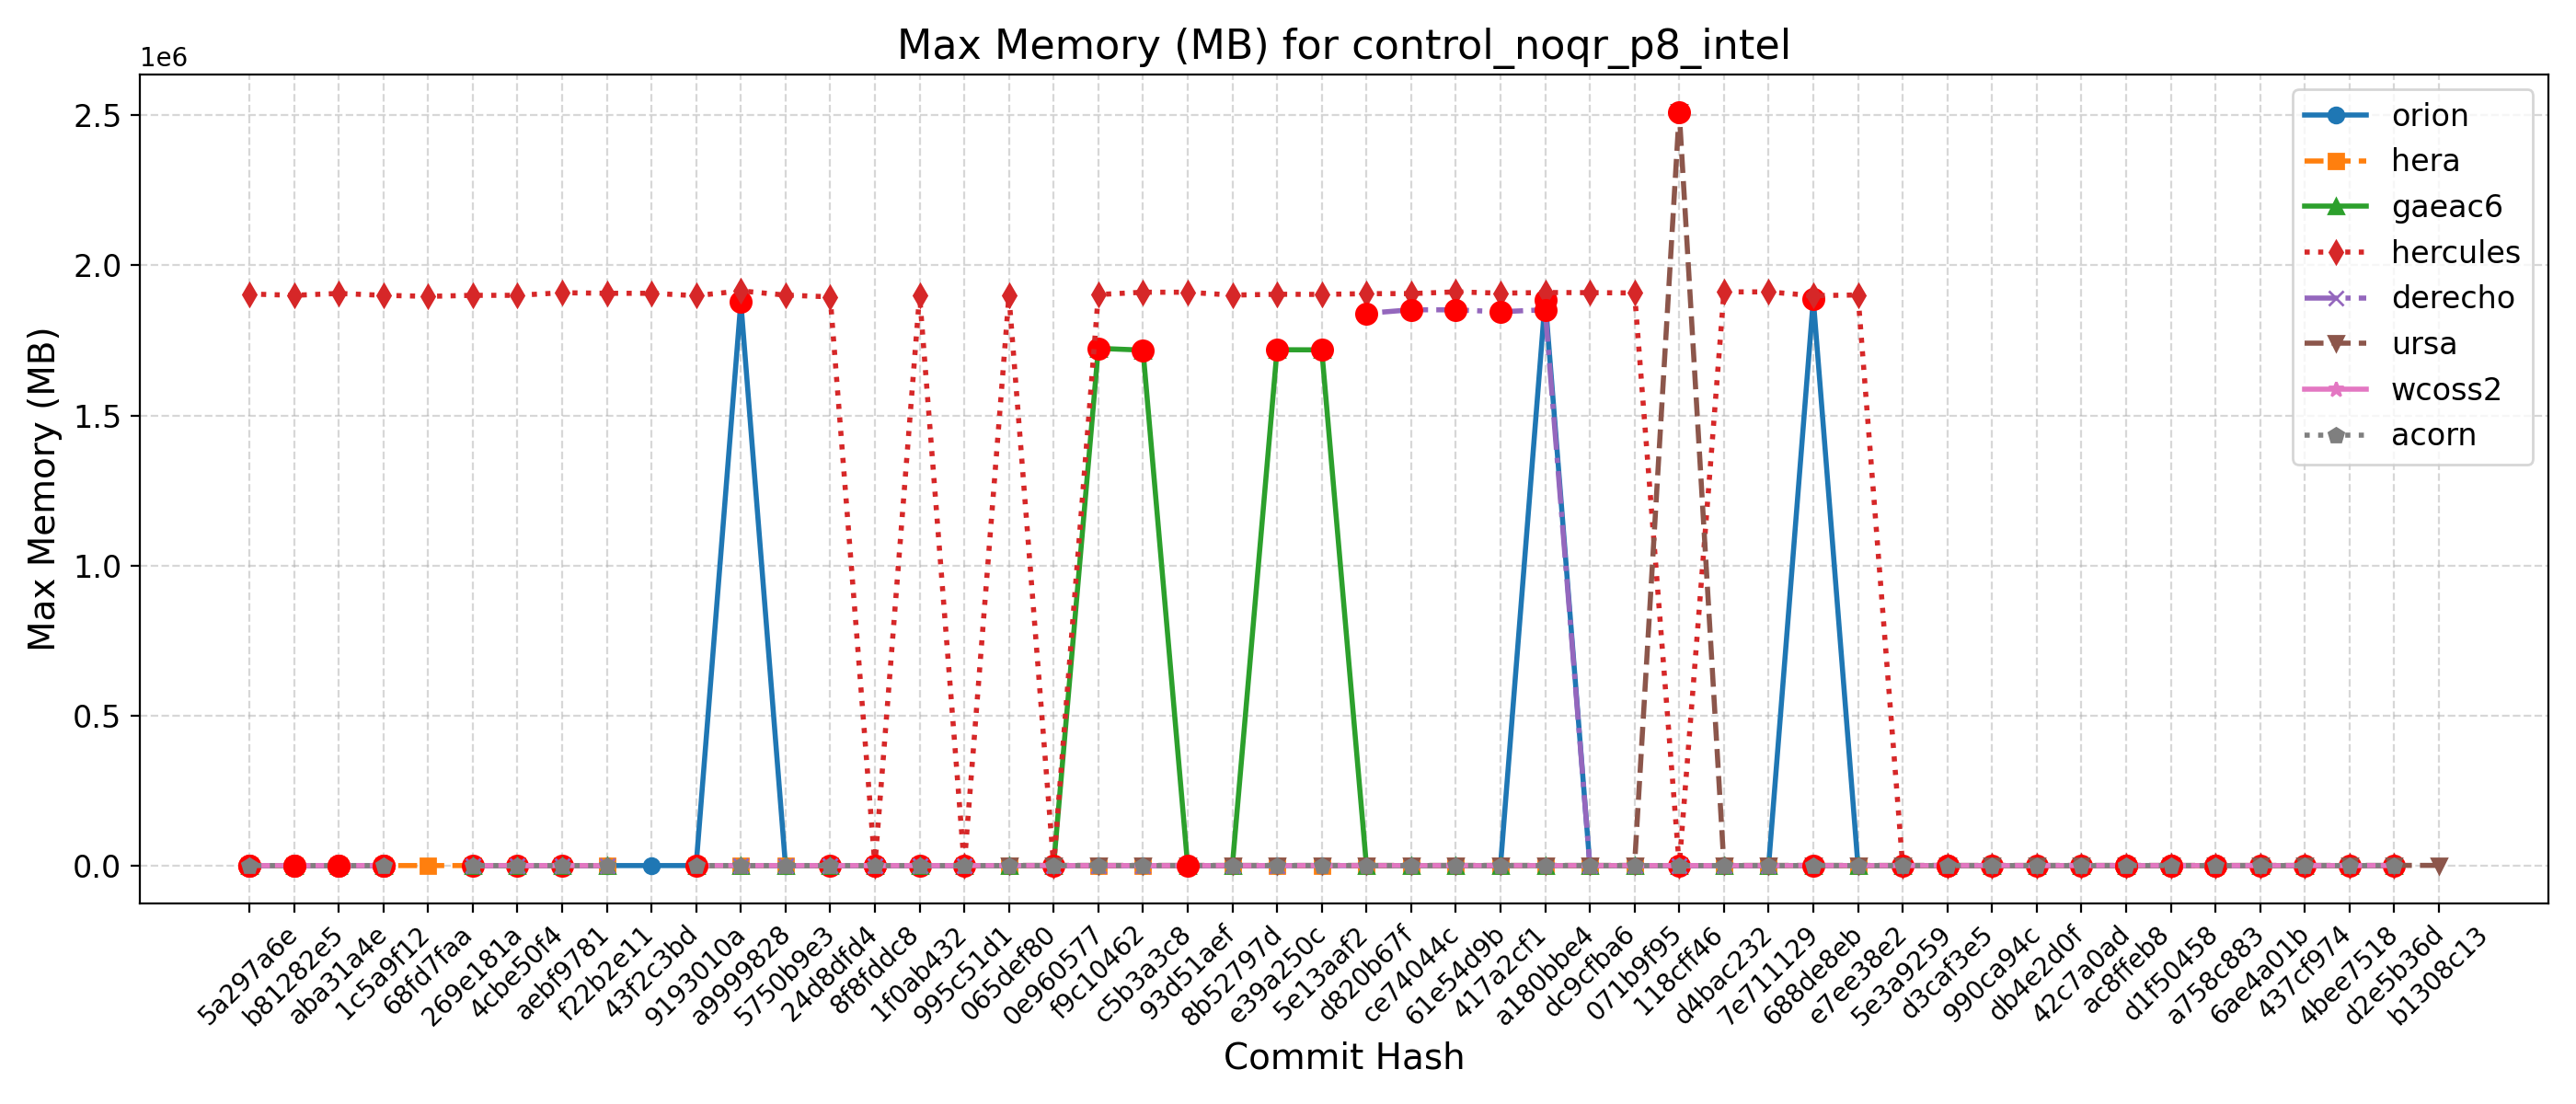 Max Memory (MB) for control_noqr_p8_intel
1e6
2.5
2.0
1.5
1.0
0.5
0.0
Max Memory (MB)
orion
hera
gaeac6
hercules
derecho
ursa
wcoss2
acorn
5a297a6e
b81282e5
aba31a4e
1c5a9f12
68fd7faa
269e181a
4cbe50f4
aebf9781
f22b2e11
43f2c3bd
9193010a
a9999828
5750b9e3
24d8dfd4
8f8fddc8
1f0ab432
995c51d1
065def80
0e960577
f9c10462
c5b3a3c8
93d51aef
8b52797d
e39a250c
5e13aaf2
d820b67f
ce74044c
61e54d9b
417a2cf1
a180bbe4
dc9cfba6
071b9f95
118cff46
d4bac232
7e711129
688de8eb
e7ee38e2
5e3a9259
d3caf3e5
990ca94c
db4e2d0f
42c7a0ad
ac8ffeb8
d1f50458
a758c883
6ae4a01b
437cf974
4bee7518
d2e5b36d
b1308c13
Commit Hash